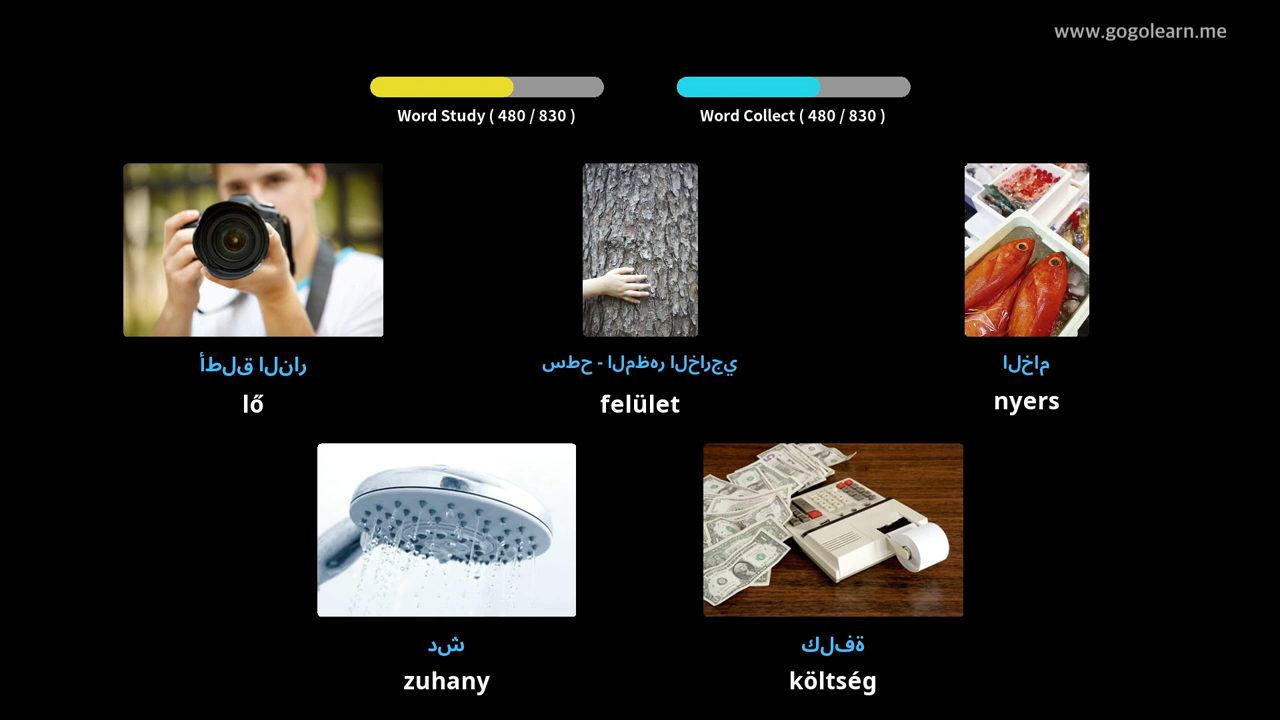 www.gogolearn.me
Word Study ( 480 / 830 )
Word Collect ( 480 / 830 )
أطلق النار
سطح - المظهر الخارجي
الخام
lő
felület
nyers
دش
كلفة
zuhany
költség